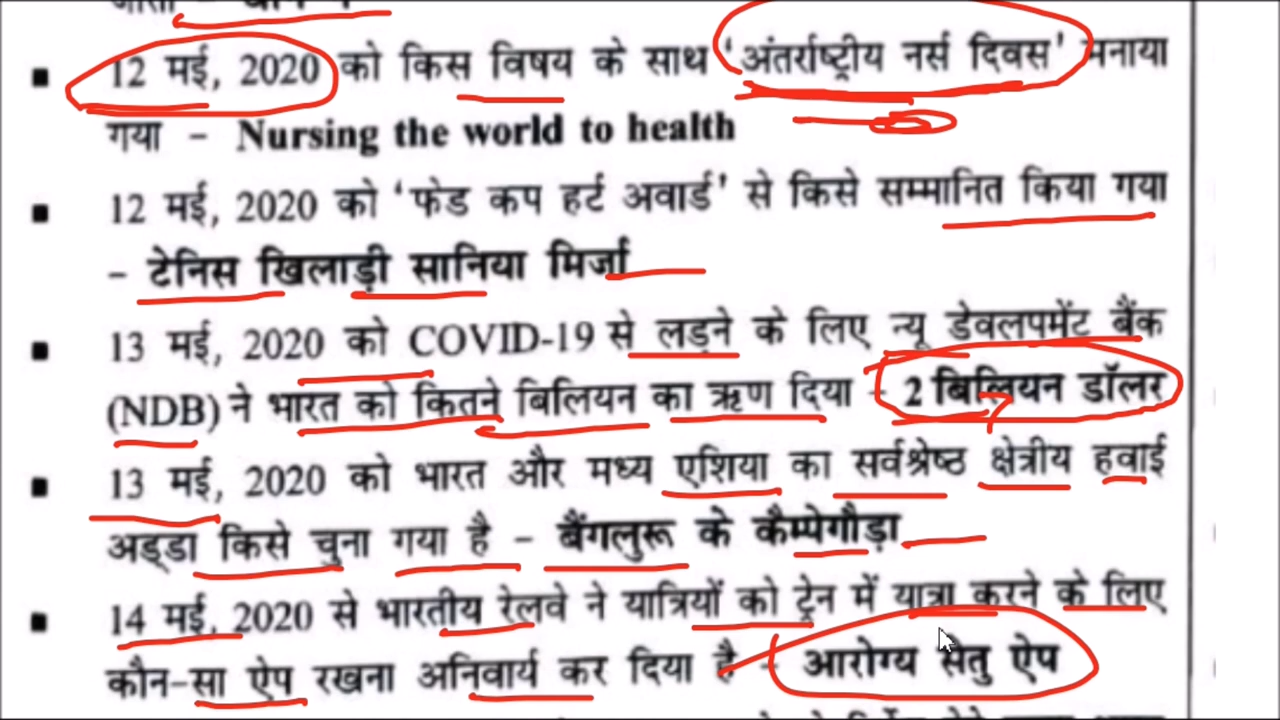 जाता –
▪ 12 मई, 2020 को किस विषय के साथ ‘अंतर्राष्ट्रीय नर्स दिवस’ मनाया
गया – Nursing the world to health
▪ 12 मई, 2020 को ‘फेड कप हर्ट अवार्ड’ से किसे सम्मानित किया गया
– टेनिस खिलाड़ी सानिया मिर्जा
▪ 13 मई, 2020 को COVID-19 से लड़ने के लिए न्यू डेवलपमेंट बैंक
(NDB) ने भारत को कितने बिलियन का ऋण दिया – 2 बिलियन डॉलर
▪ 13 मई, 2020 को भारत और मध्य एशिया का सर्वश्रेष्ठ क्षेत्रीय हवाई
अड्डा किसे चुना गया है – बैंगलुरू के कैम्पेगौड़ा
▪ 14 मई, 2020 से भारतीय रेलवे ने यात्रियों को ट्रेन में यात्रा करने के लिए
कौन-सा ऐप रखना अनिवार्य कर दिया है – आरोग्य सेतु ऐप